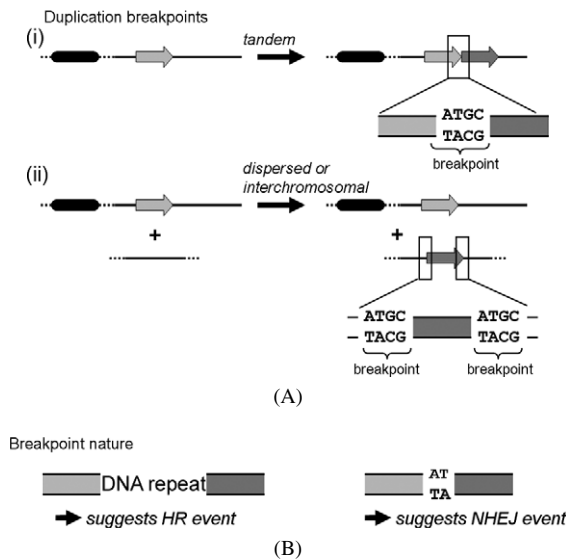 Duplication breakpoints
(i)
tandem
ATGC
TACG
breakpoint
(ii)
dispersed or
interchromosomal
+
+
ATGC
ATGC
TACG
TACG
breakpoint
breakpoint
(A)
Breakpoint nature
DNA repeat
AT
TA
suggests HR event
suggests NHEJ event
(B)